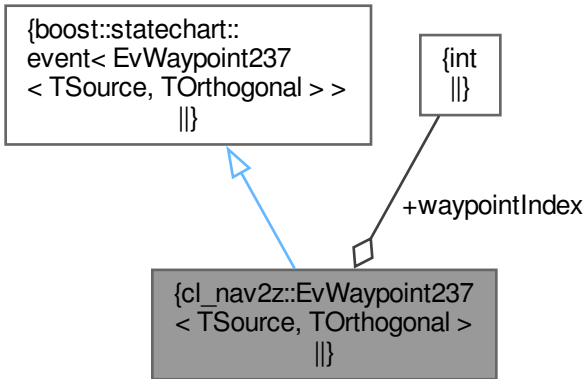 {boost::statechart::
event< EvWaypoint237
< TSource, TOrthogonal > >
||}
{int
||}
+waypointIndex
{cl_nav2z::EvWaypoint237
< TSource, TOrthogonal >
||}